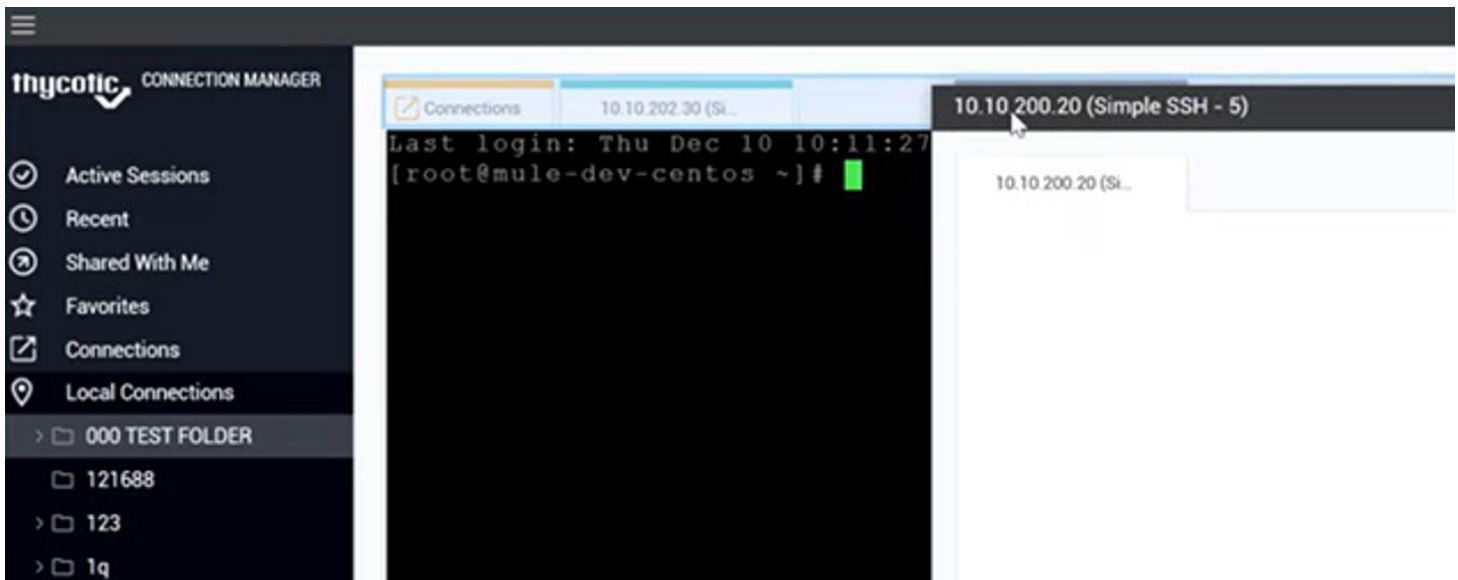 thycotic CONNECTION MANAGER
Active Sessions
Recent
Shared With Me
Favorites
Connections
Local Connections
000 TEST FOLDER
121688
123
1q
Connections
10.10.202.30 (Si...
Last login: Thu Dec 10 10:11:27
[root@mule-dev-centos ~]#
10.10.200.20 (Simple SSH - 5)
10.10.200.20 (Si...